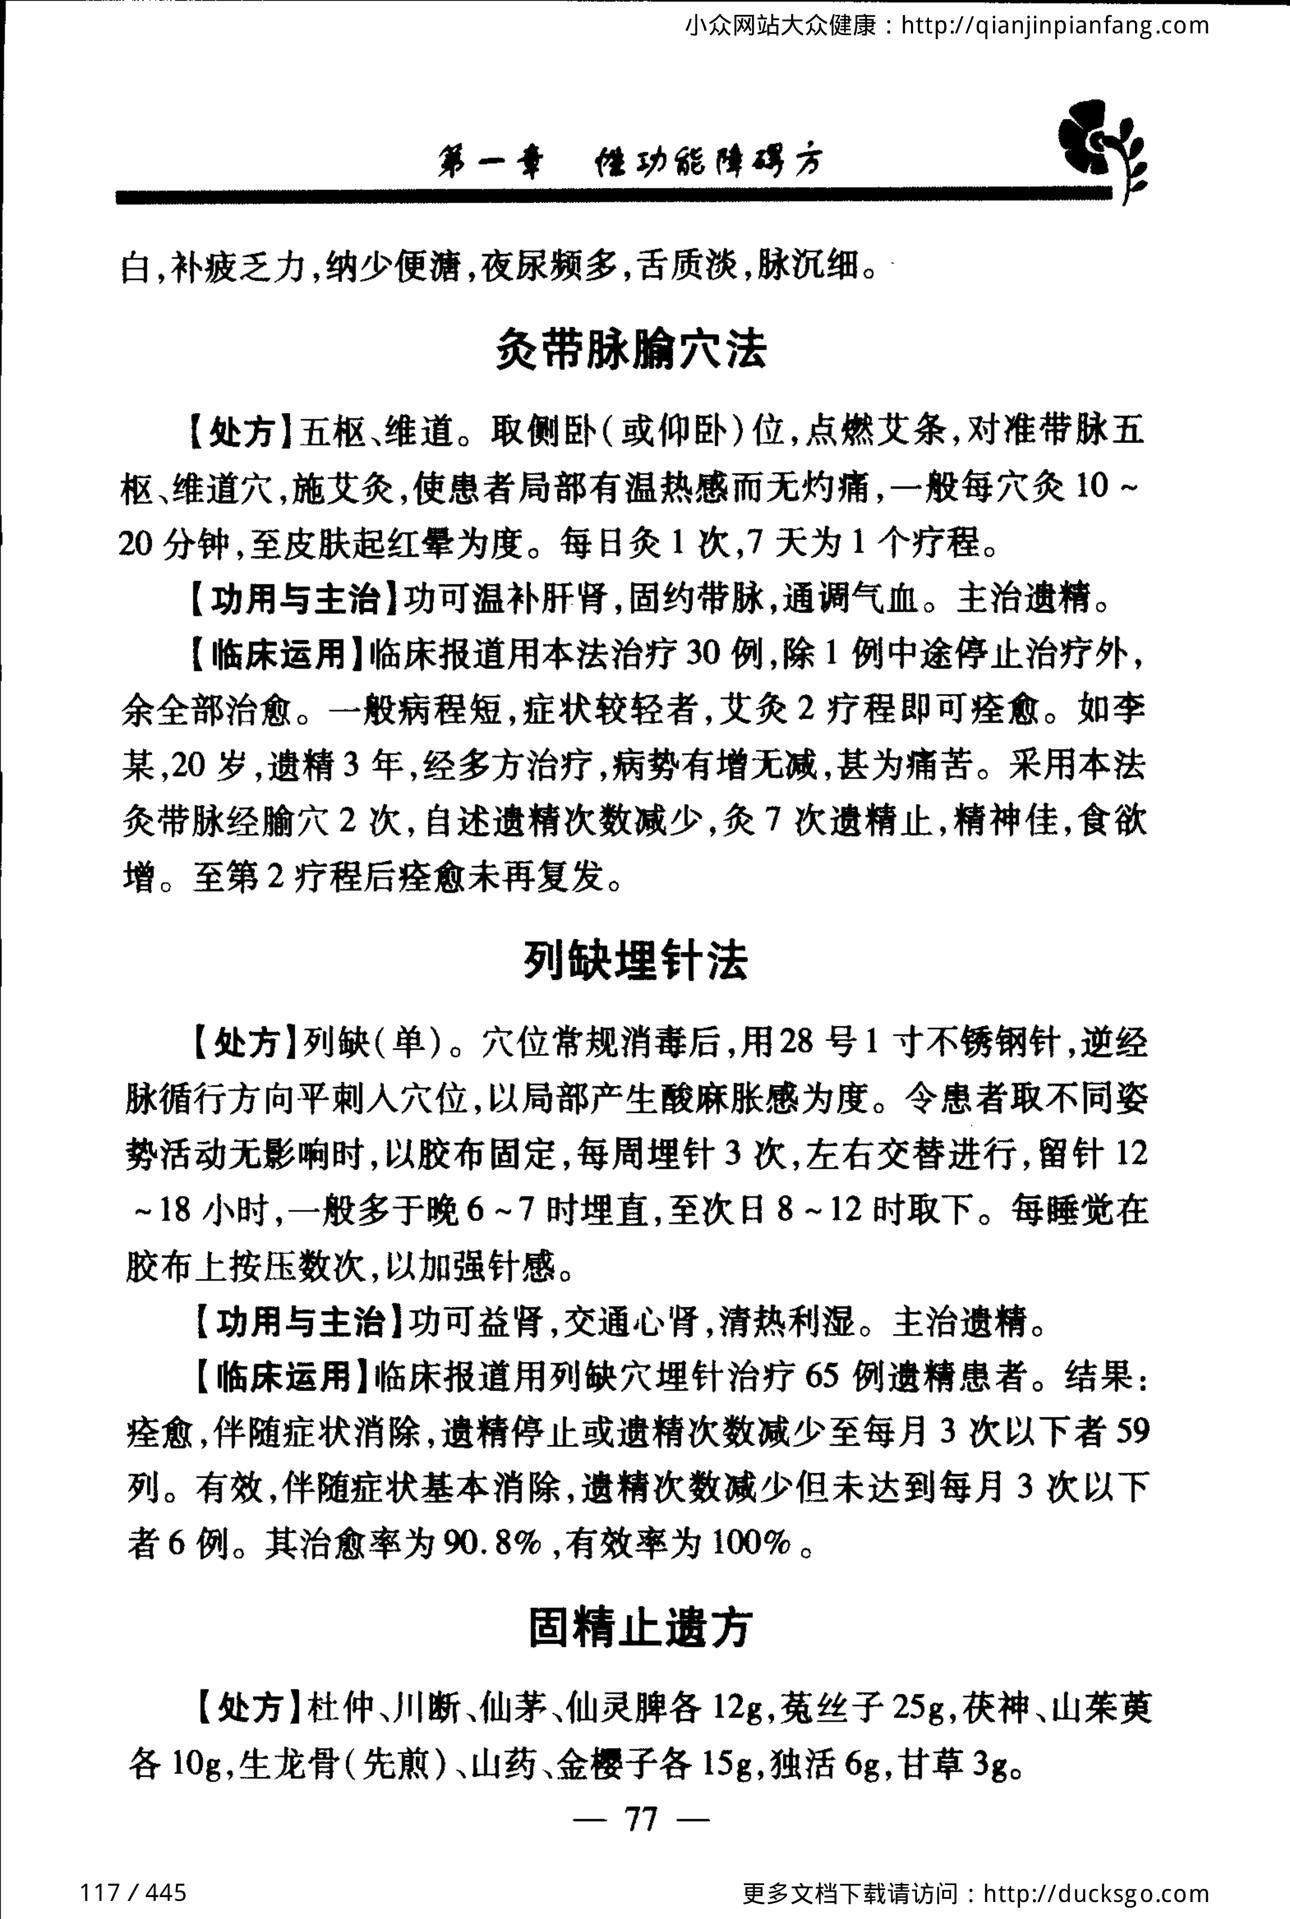 小众网站大众健康：http://qianjinpianfang.com
第一章 性功能障碍方
白,补疲乏力,纳少便溏,夜尿频多,舌质淡,脉沉细。
灸带脉腧穴法
【处方】五枢、维道。取侧卧(或仰卧)位,点燃艾条,对准带脉五
枢、维道穴,施艾灸,使患者局部有温热感而无灼痛,一般每穴灸 10～
20 分钟,至皮肤起红晕为度。每日灸 1 次,7 天为 1 个疗程。
【功用与主治】功可温补肝肾,固约带脉,通调气血。主治遗精。
【临床运用】临床报道用本法治疗 30 例,除 1 例中途停止治疗外,
余全部治愈。一般病程短,症状较轻者,艾灸 2 疗程即可痊愈。如李
某,20 岁,遗精 3 年,经多方治疗,病势有增无减,甚为痛苦。采用本法
灸带脉经腧穴 2 次,自述遗精次数减少,灸 7 次遗精止,精神佳,食欲
增。至第 2 疗程后痊愈未再复发。
列缺埋针法
【处方】列缺(单)。穴位常规消毒后,用28 号 1 寸不锈钢针,逆经
脉循行方向平刺入穴位,以局部产生酸麻胀感为度。令患者取不同姿
势活动无影响时,以胶布固定,每周埋针 3 次,左右交替进行,留针 12
～18 小时,一般多于晚 6～7 时埋直,至次日 8～12 时取下。每睡觉在
胶布上按压数次,以加强针感。
【功用与主治】功可益肾,交通心肾,清热利湿。主治遗精。
【临床运用】临床报道用列缺穴埋针治疗 65 例遗精患者。结果:
痊愈,伴随症状消除,遗精停止或遗精次数减少至每月 3 次以下者 59
列。有效,伴随症状基本消除,遗精次数减少但未达到每月 3 次以下
者 6 例。其治愈率为 90.8%,有效率为 100%。
固精止遗方
【处方】杜仲、川断、仙茅、仙灵脾各 12g,菟丝子 25g,茯神、山茱萸
各 10g,生龙骨(先煎)、山药、金樱子各 15g,独活 6g,甘草 3g。
— 77 —
117 / 445
更多文档下载请访问：http://ducksgo.com